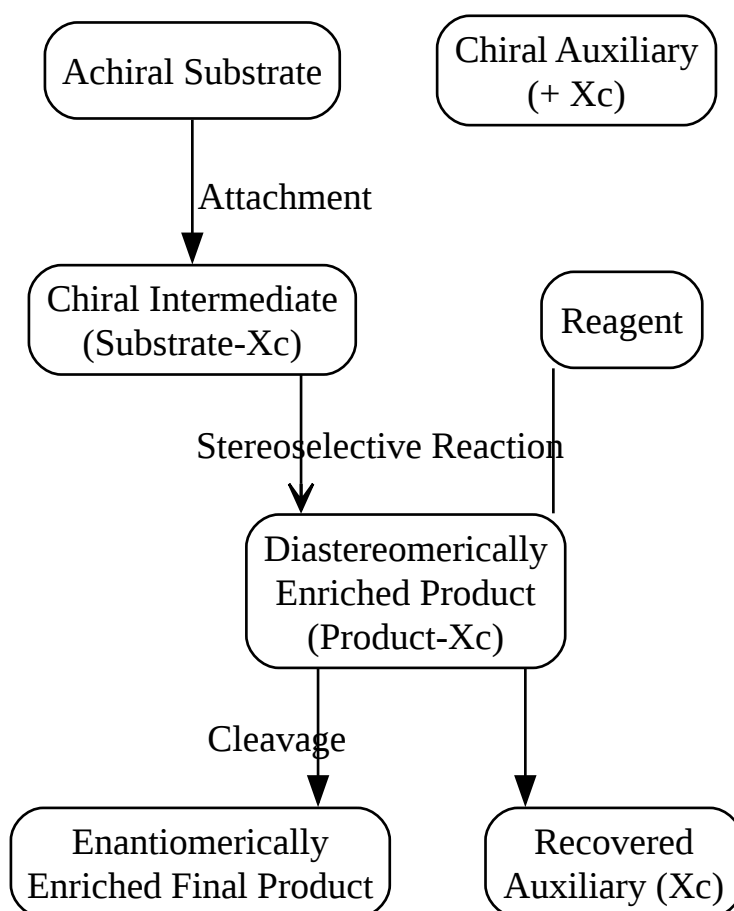 Achiral Substrate
Chiral Auxiliary
(+ Xc)
Attachment
Chiral Intermediate
(Substrate-Xc)
Reagent
Stereoselective Reaction
Diastereomerically
Enriched Product
(Product-Xc)
Cleavage
Enantiomerically
Enriched Final Product
Recovered
Auxiliary (Xc)